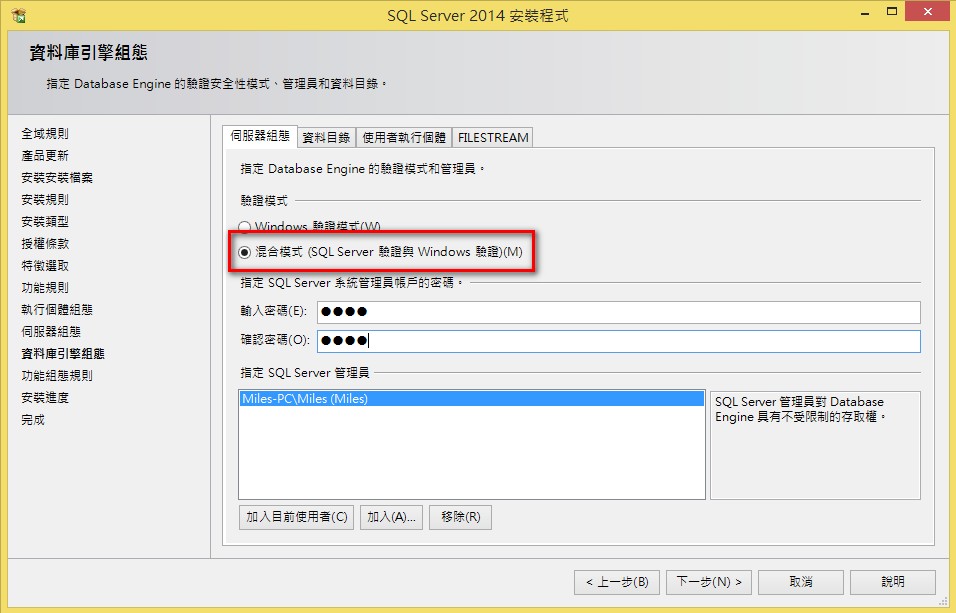 SQL Server 2014 安裝程式
資料庫引擎組態
指定 Database Engine 的驗證安全性模式、管理員和資料目錄。
全域規則
產品更新
安裝安裝檔案
安裝規則
安裝類型
授權條款
特徵選取
功能規則
執行個體組態
伺服器組態
資料庫引擎組態
功能組態規則
安裝進度
完成
伺服器組態 資料目錄 使用者執行個體 FILESTREAM
指定 Database Engine 的驗證模式和管理員。
驗證模式
Windows 驗證模式(W)
混合模式 (SQL Server 驗證與 Windows 驗證)(M)
指定 SQL Server 系統管理員帳戶的密碼。
輸入密碼(E): ●●●●
確認密碼(O): ●●●●
指定 SQL Server 管理員
Miles-PC\Miles (Miles)
SQL Server 管理員對 Database
Engine 具有不受限制的存取權。
加入目前使用者(C) 加入(A)... 移除(R)
< 上一步(B) 下一步(N) > 取消 說明